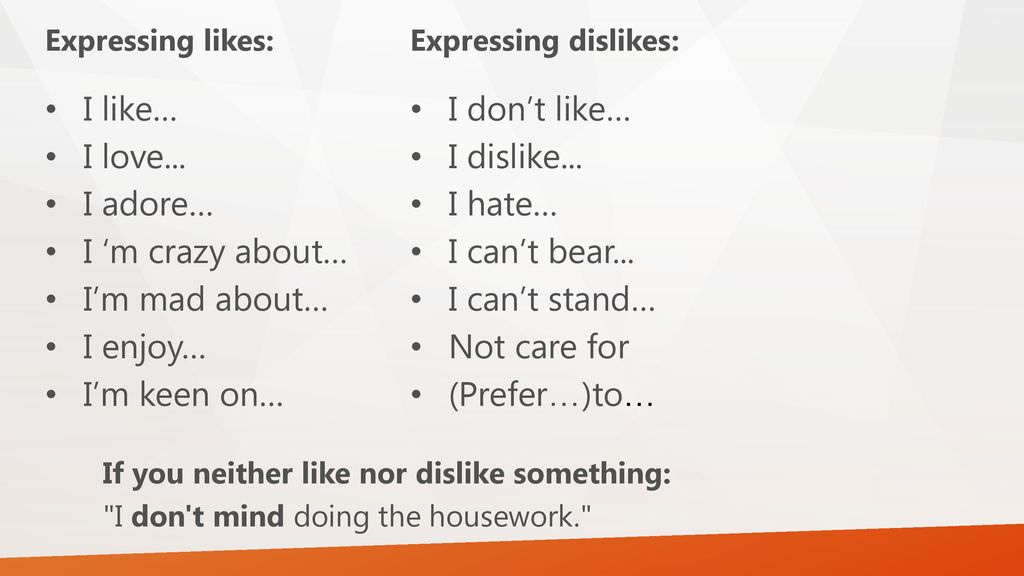 Expressing likes:
• I like…
• I love...
• I adore…
• I ‘m crazy about…
• I’m mad about…
• I enjoy…
• I’m keen on…
Expressing dislikes:
• I don’t like…
• I dislike...
• I hate…
• I can’t bear...
• I can’t stand…
• Not care for
• (Prefer…)to…
If you neither like nor dislike something:
"I don't mind doing the housework."